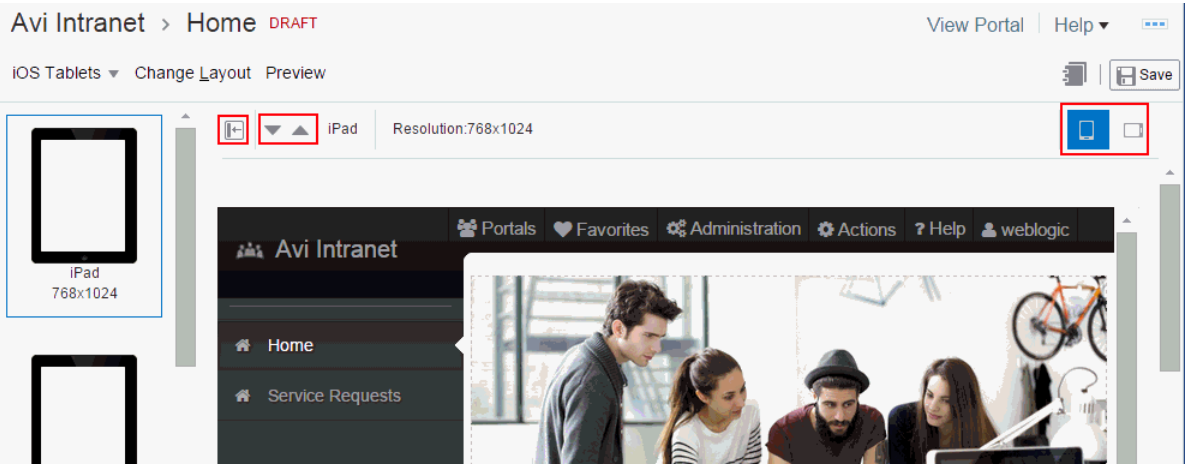 Avi Intranet > Home DRAFT
View Portal Help
iOS Tablets Change Layout Preview
Save
iPad Resolution:768x1024
iPad
768x1024
Portals Favorites Administration Actions ? Help weblogic
Avi Intranet
Home
Service Requests